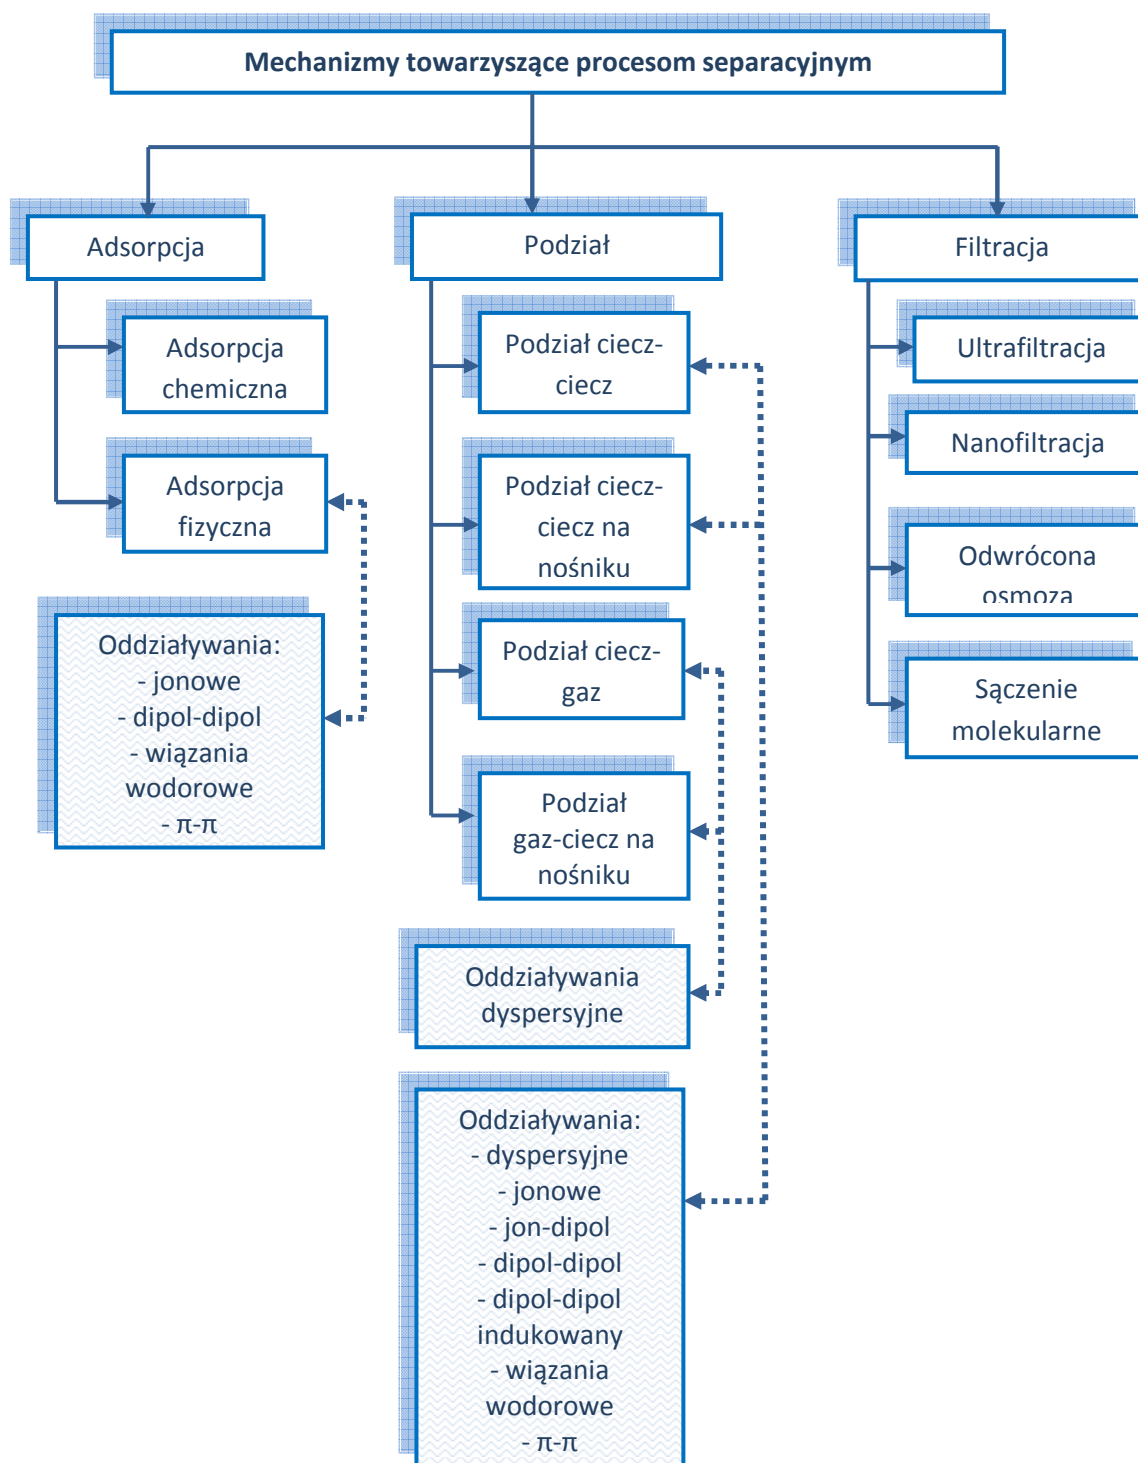 Mechanizmy towarzyszące procesom separacyjnym
Adsorpcja
Adsorpcja
chemiczna
Adsorpcja
fizyczna
Oddziaływania:
- jonowe
- dipol-dipol
- wiązania
wodorowe
- π-π
Podział
Podział ciecz-
ciecz
Podział ciecz-
ciecz na
nośniku
Podział ciecz-
gaz
Podział
gaz-ciecz na
nośniku
Oddziaływania
dyspersyjne
Oddziaływania:
- dyspersyjne
- jonowe
- jon-dipol
- dipol-dipol
- dipol-dipol
indukowany
- wiązania
wodorowe
- π-π
Filtracja
Ultrafiltracja
Nanofiltracja
Odwrócona
osmoza
Sączenie
molekularne